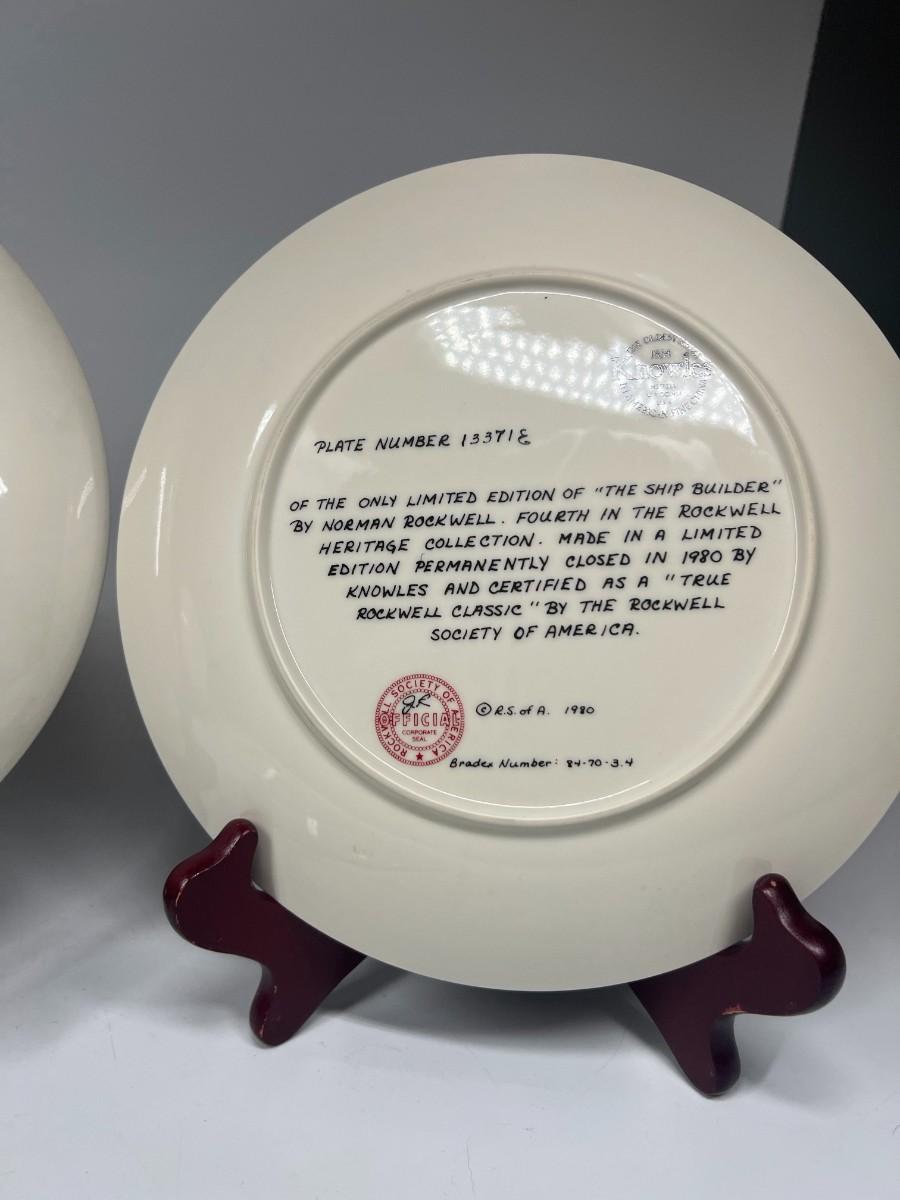 1854
Knowles
PLATE NUMBER 13371E
OF THE ONLY LIMITED EDITION OF "THE SHIP BUILDER"
BY NORMAN ROCKWELL. FOURTH IN THE ROCKWELL
HERITAGE COLLECTION. MADE IN A LIMITED
EDITION PERMANENTLY CLOSED IN 1980 BY
KNOWLES AND CERTIFIED AS A "TRUE
ROCKWELL CLASSIC" BY THE ROCKWELL
SOCIETY OF AMERICA.
ROCKWELL SOCIETY OF AMERICA
J.R.
OFFICIAL
CORPORATE
SEAL
© R.S. of A. 1980
Bradex Number: 84-70-3.4